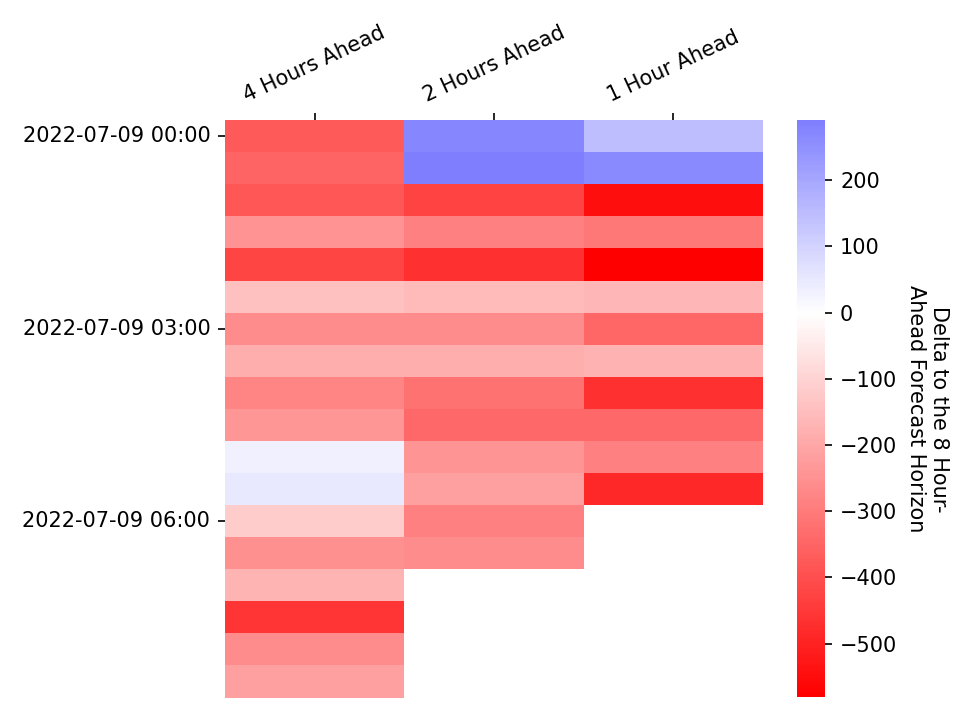 4 Hours Ahead
2 Hours Ahead
1 Hour Ahead
2022-07-09 00:00
2022-07-09 03:00
2022-07-09 06:00
200
100
0
−100
−200
−300
−400
−500
Delta to the 8 Hour-
Ahead Forecast Horizon